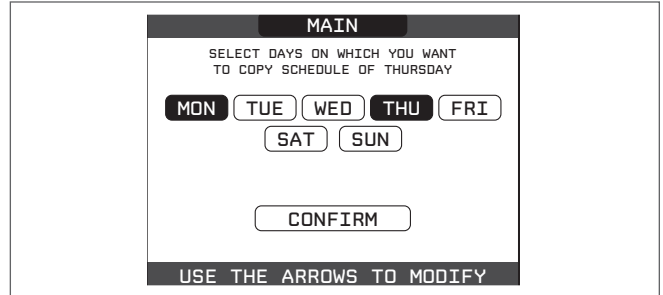 MAIN
SELECT DAYS ON WHICH YOU WANT
TO COPY SCHEDULE OF THURSDAY
MON TUE WED THU FRI
SAT SUN
CONFIRM
USE THE ARROWS TO MODIFY